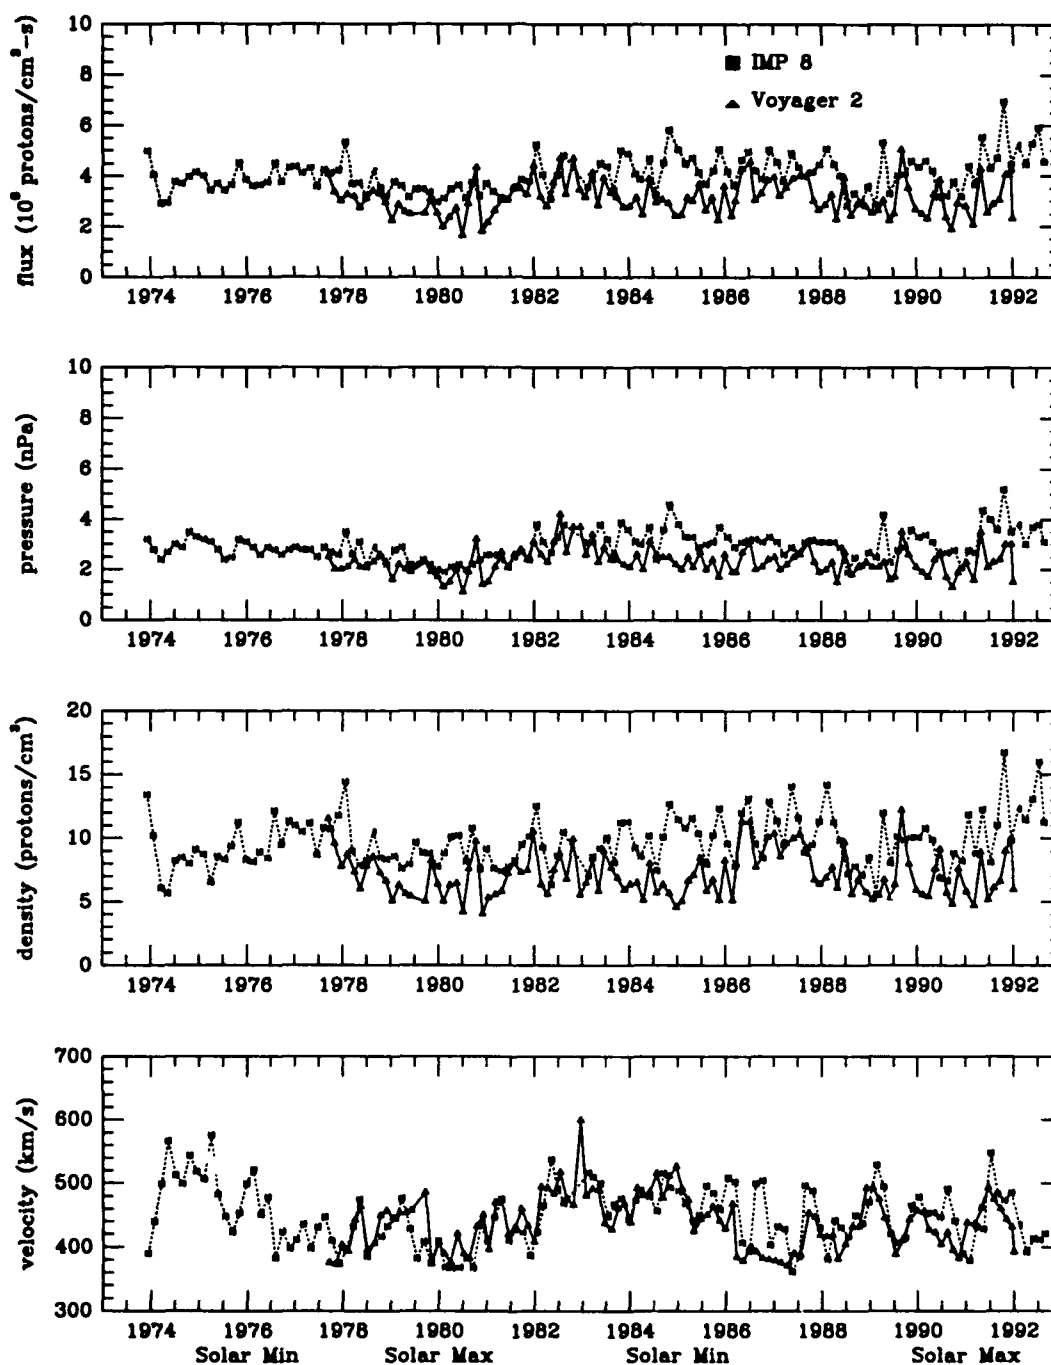 10
8
6
4
2
0
flux (10⁸ protons/cm³-s)
IMP 8
Voyager 2
1974 1976 1978 1980 1982 1984 1986 1988 1990 1992
10
8
6
4
2
0
pressure (nPa)
1974 1976 1978 1980 1982 1984 1986 1988 1990 1992
20
15
10
5
0
density (protons/cm³)
1974 1976 1978 1980 1982 1984 1986 1988 1990 1992
700
600
500
400
300
velocity (km/s)
1974 1976 1978 1980 1982 1984 1986 1988 1990 1992
Solar Min Solar Max Solar Min Solar Max